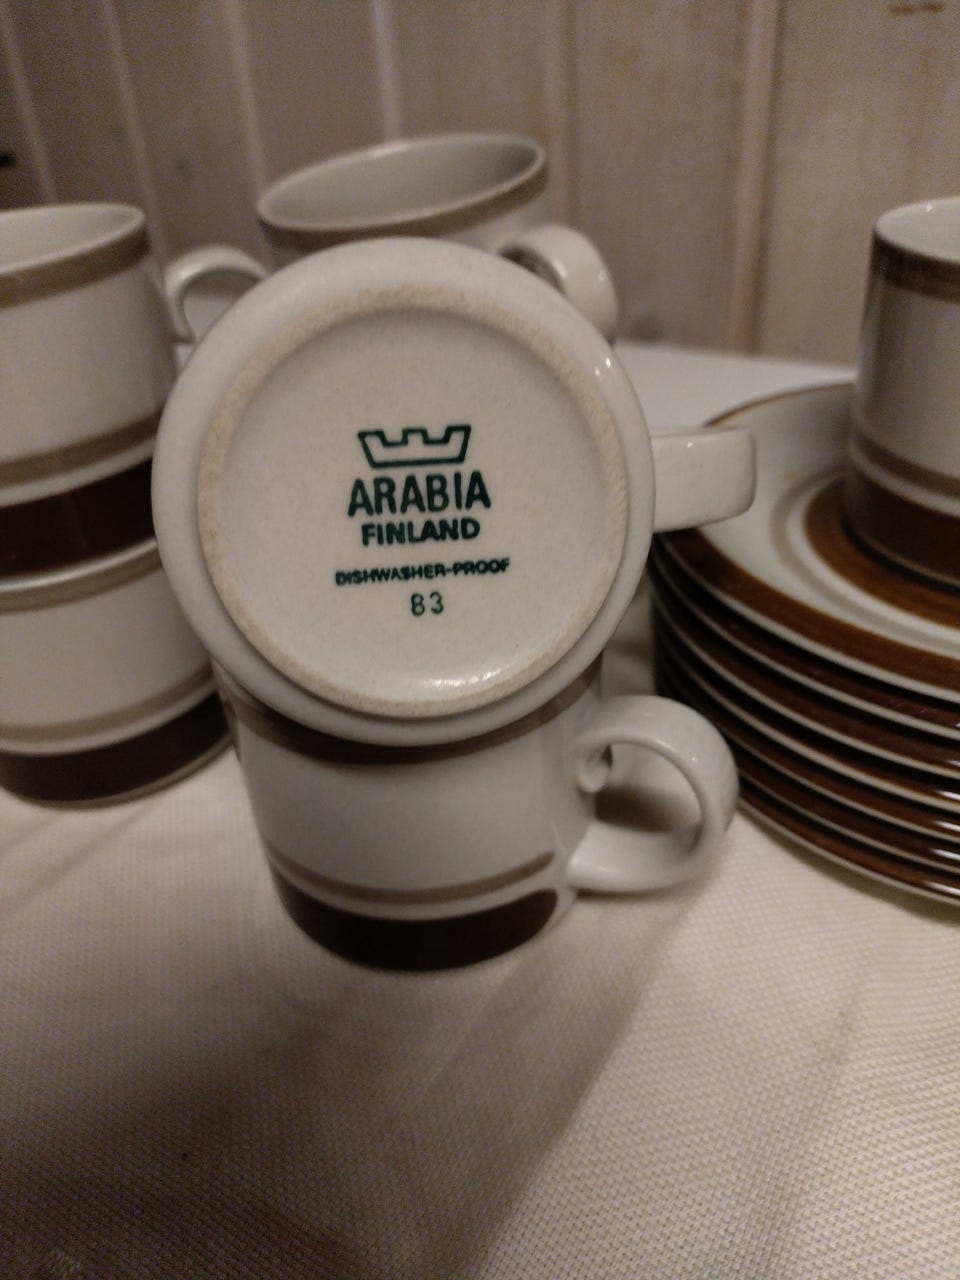 ARABIA
FINLAND
DISHWASHER-PROOF
83